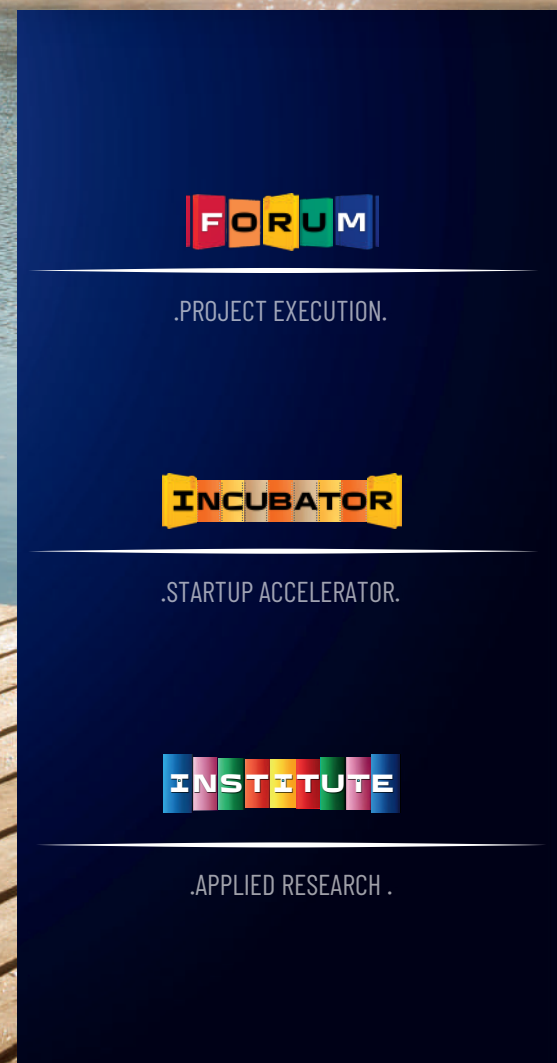 FORUM
.PROJECT EXECUTION.
INCUBATOR
.STARTUP ACCELERATOR.
INSTITUTE
.APPLIED RESEARCH .